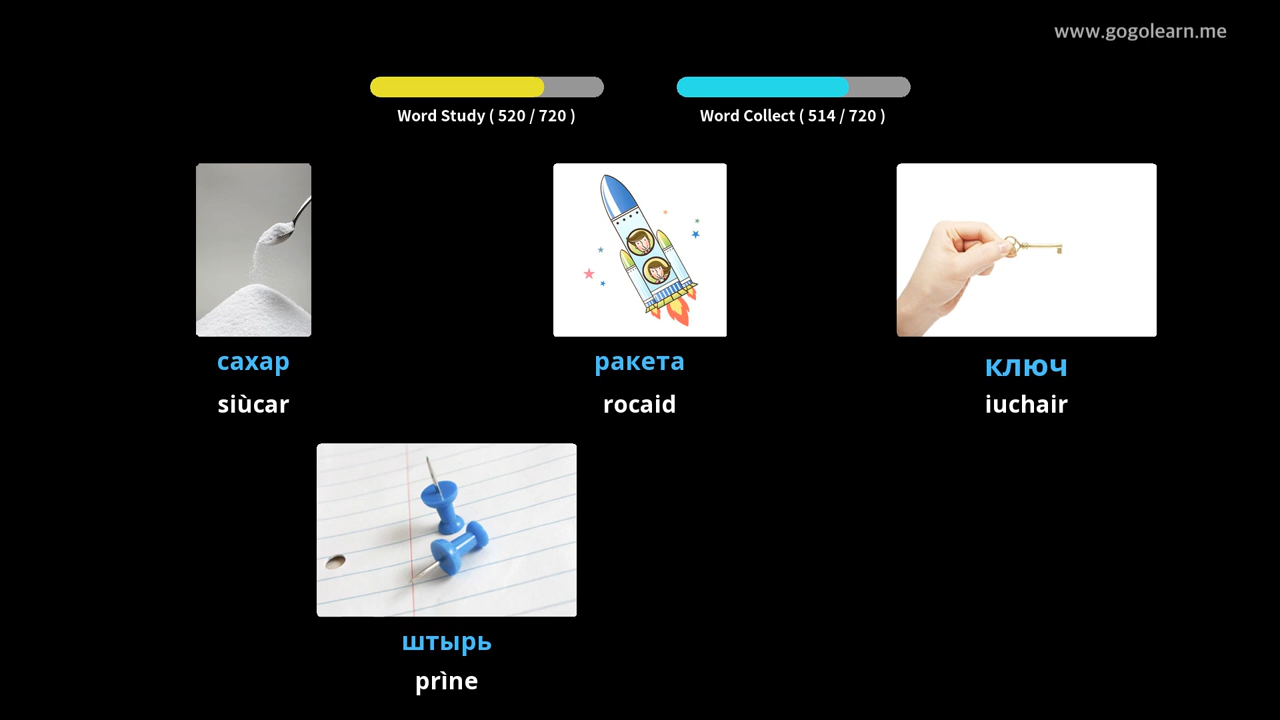 www.gogolearn.me
Word Study ( 520 / 720 )
Word Collect ( 514 / 720 )
сахар
siùcar
ракета
rocaid
ключ
iuchair
штырь
prìne